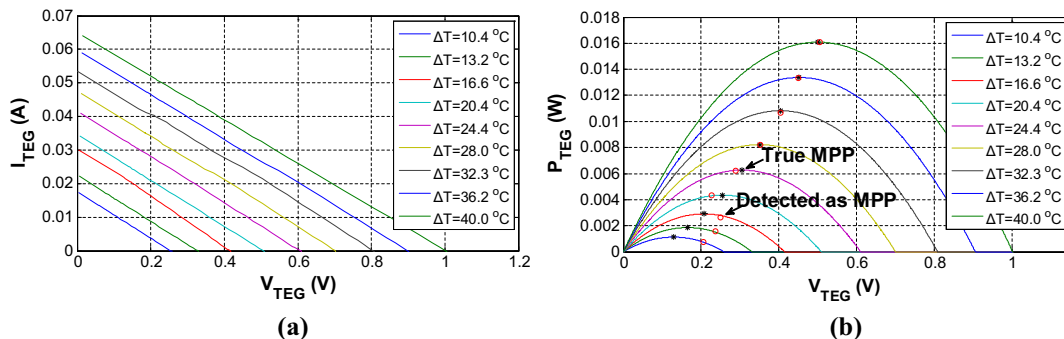 0.07
0.06
0.05
0.04
0.03
0.02
0.01
0
0
0.2
0.4
0.6
0.8
1
1.2
I_TEG (A)
V_TEG (V)
ΔT=10.4 °C
ΔT=13.2 °C
ΔT=16.6 °C
ΔT=20.4 °C
ΔT=24.4 °C
ΔT=28.0 °C
ΔT=32.3 °C
ΔT=36.2 °C
ΔT=40.0 °C
(a)
0.018
0.016
0.014
0.012
0.01
0.008
0.006
0.004
0.002
0
0
0.2
0.4
0.6
0.8
1
P_TEG (W)
V_TEG (V)
True MPP
Detected as MPP
ΔT=10.4 °C
ΔT=13.2 °C
ΔT=16.6 °C
ΔT=20.4 °C
ΔT=24.4 °C
ΔT=28.0 °C
ΔT=32.3 °C
ΔT=36.2 °C
ΔT=40.0 °C
(b)